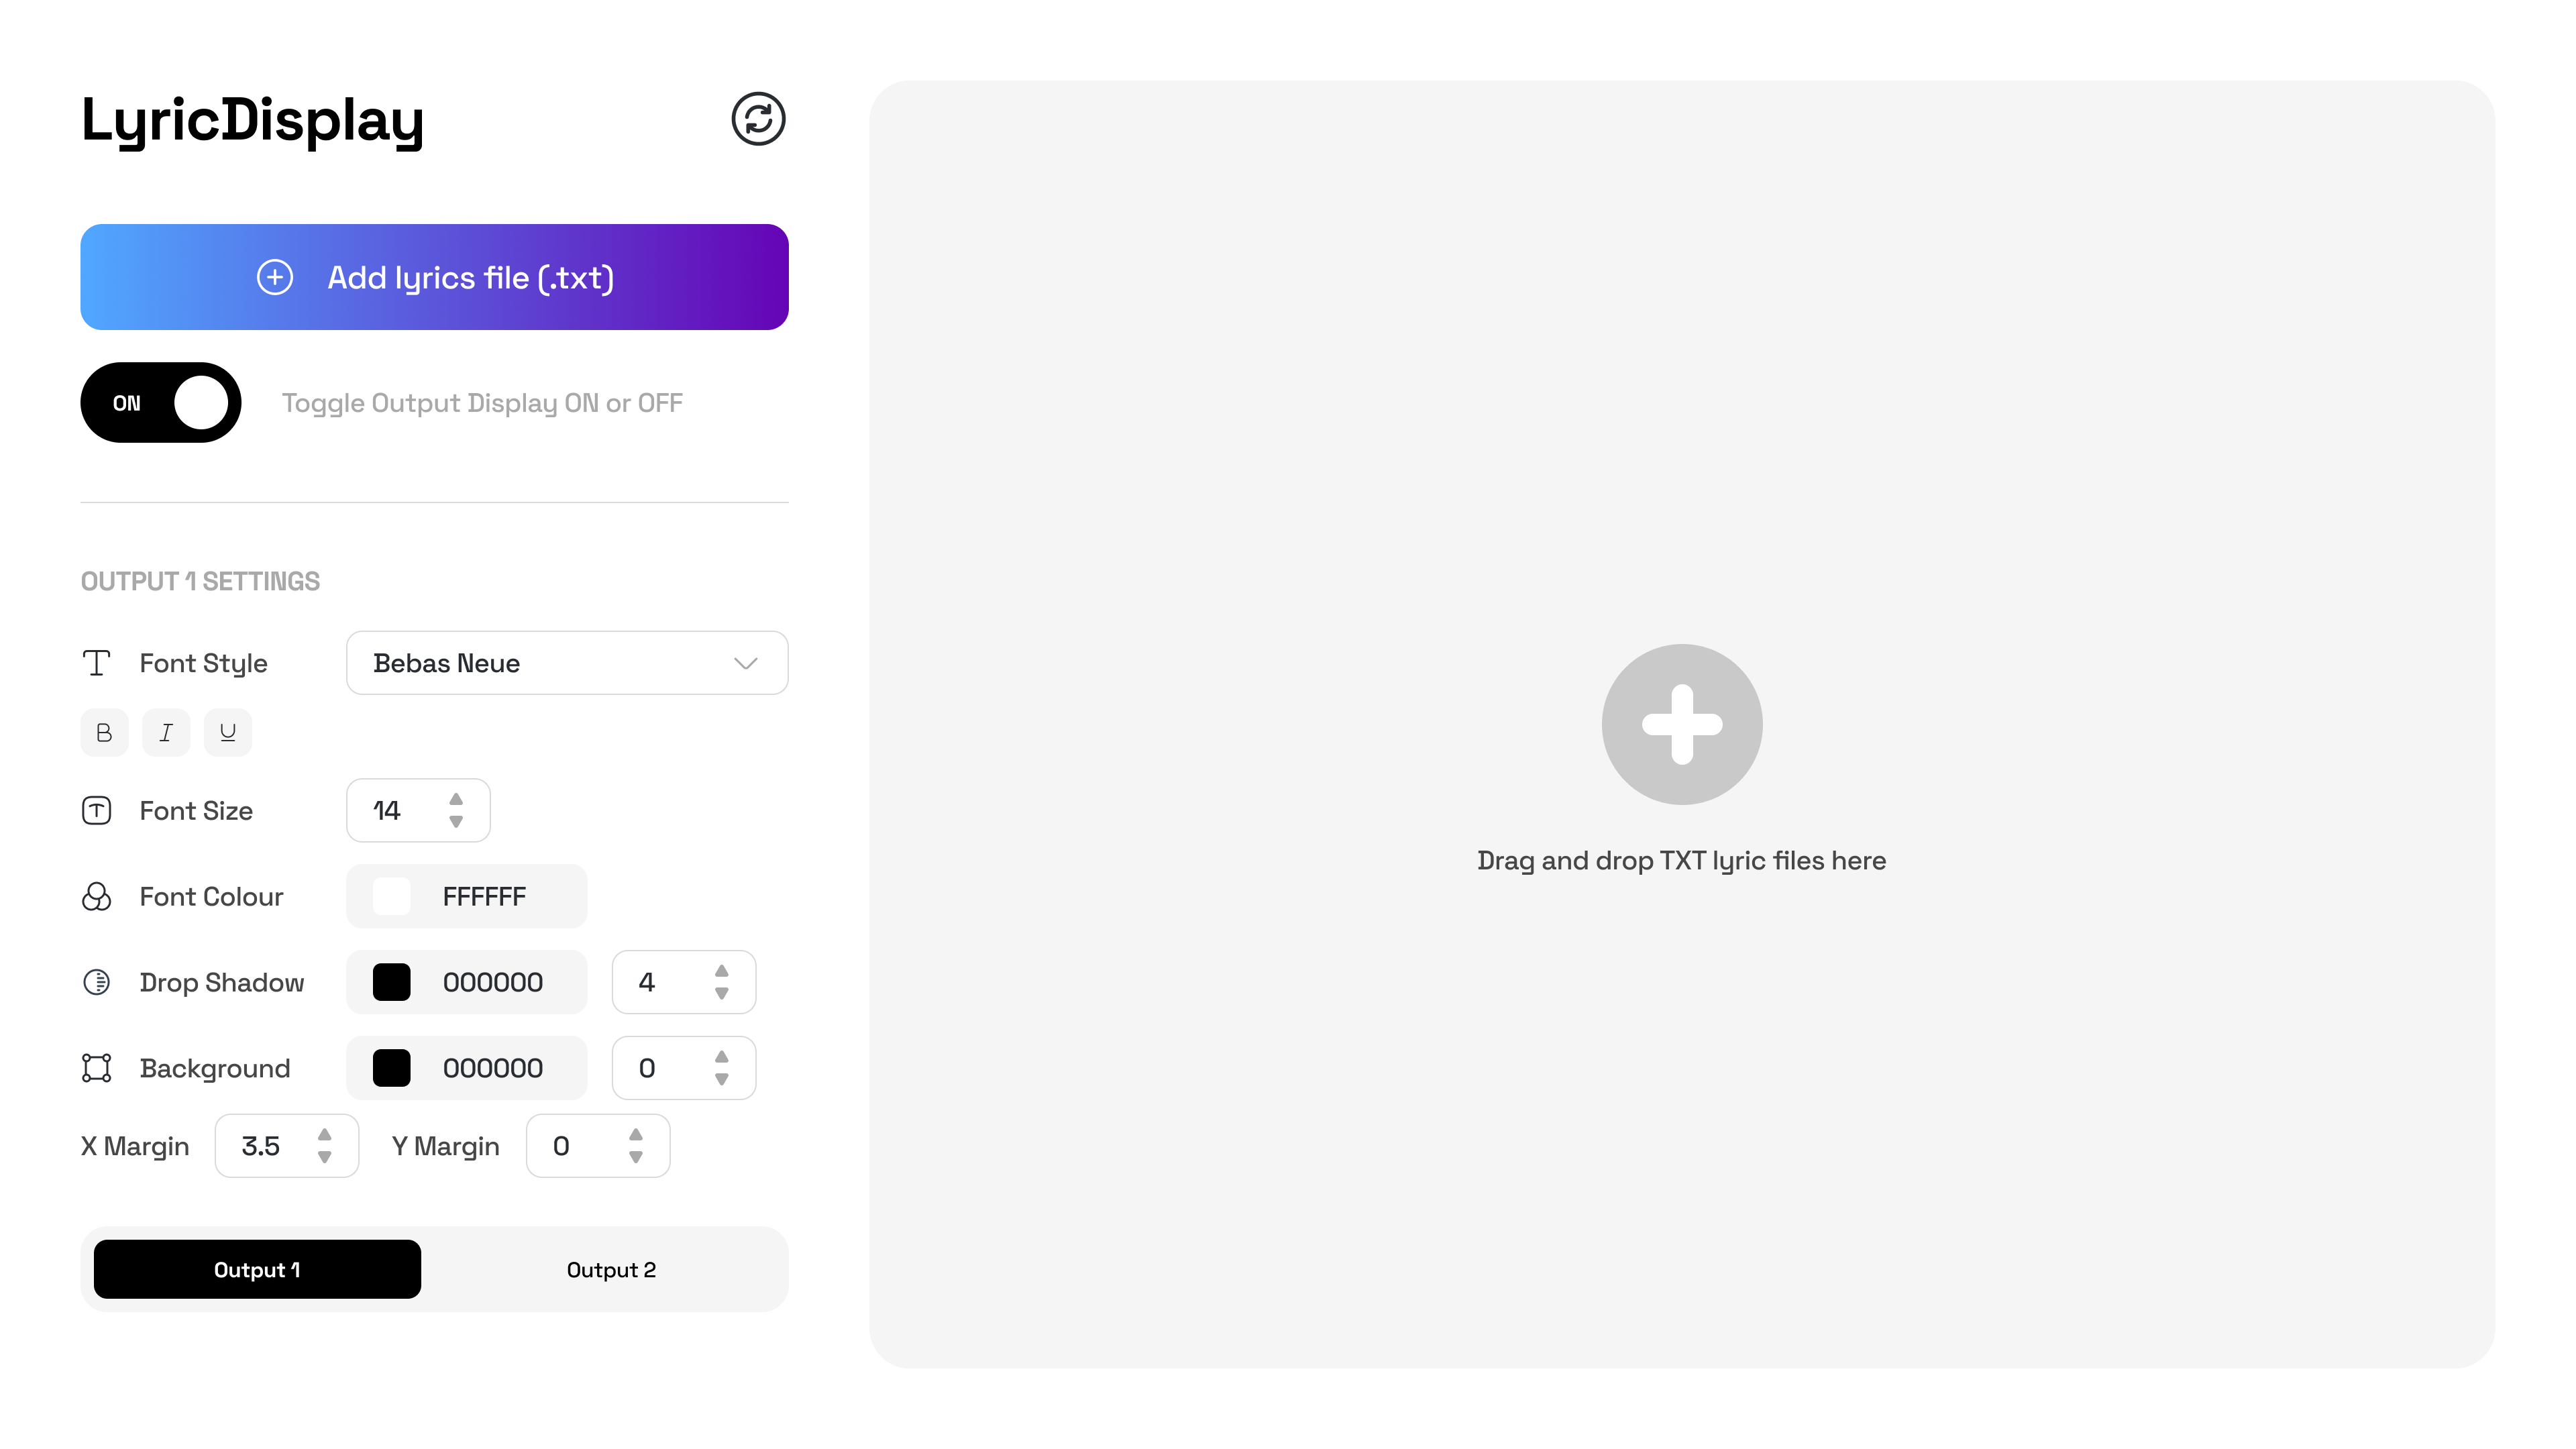 LyricDisplay
Add lyrics file (.txt)
ON
Toggle Output Display ON or OFF
OUTPUT 1 SETTINGS
Font Style
Bebas Neue
B I U
Font Size
14
Font Colour
FFFFFF
Drop Shadow
000000
4
Background
000000
0
X Margin
3.5
Y Margin
0
Output 1
Output 2
Drag and drop TXT lyric files here